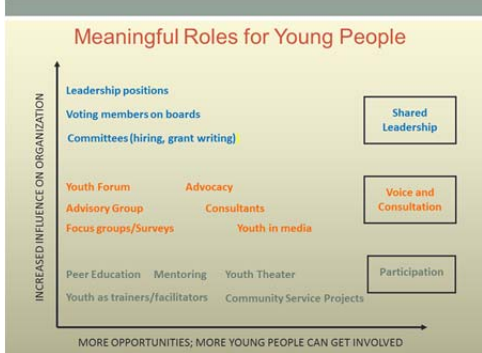 Meaningful Roles for Young People
INCREASED INFLUENCE ON ORGANIZATION
Leadership positions
Voting members on boards
Committees (hiring, grant writing)
Shared
Leadership
Youth Forum Advocacy
Advisory Group Consultants
Focus groups/Surveys Youth in media
Voice and
Consultation
Peer Education Mentoring Youth Theater
Youth as trainers/facilitators Community Service Projects
Participation
MORE OPPORTUNITIES; MORE YOUNG PEOPLE CAN GET INVOLVED